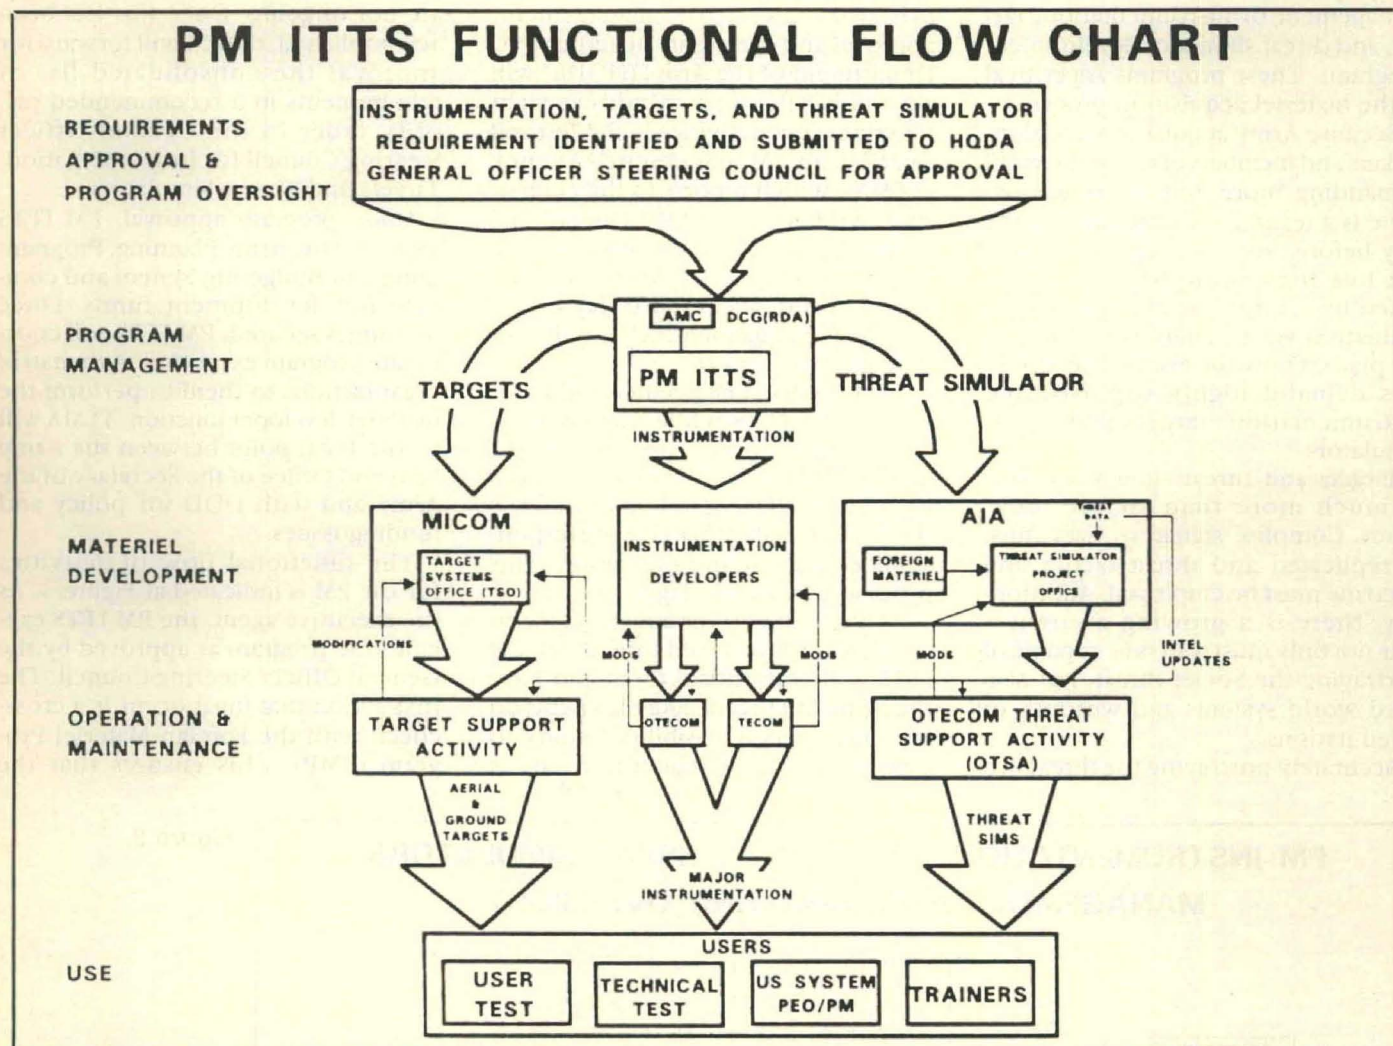 PM ITTS FUNCTIONAL FLOW CHART
REQUIREMENTS
APPROVAL &
PROGRAM OVERSIGHT
INSTRUMENTATION, TARGETS, AND THREAT SIMULATOR
REQUIREMENT IDENTIFIED AND SUBMITTED TO HQDA
GENERAL OFFICER STEERING COUNCIL FOR APPROVAL
PROGRAM
MANAGEMENT
AMC
DCG(RDA)
PM ITTS
TARGETS
INSTRUMENTATION
THREAT SIMULATOR
MATERIEL
DEVELOPMENT
MICOM
TARGET
SYSTEMS
OFFICE (TSO)
MODIFICATIONS
INSTRUMENTATION
DEVELOPERS
MODS
MODS
AIA
THREAT
DATA
FOREIGN
MATERIEL
THREAT SIMULATOR
PROJECT
OFFICE
MODS
INTEL
UPDATES
OPERATION &
MAINTENANCE
TARGET SUPPORT
ACTIVITY
OTECOM
TECOM
OTECOM THREAT
SUPPORT ACTIVITY
(OTSA)
AERIAL
&
GROUND
TARGETS
MAJOR
INSTRUMENTATION
THREAT
SIMS
USE
USERS
USER
TEST
TECHNICAL
TEST
US SYSTEM
PEO/PM
TRAINERS